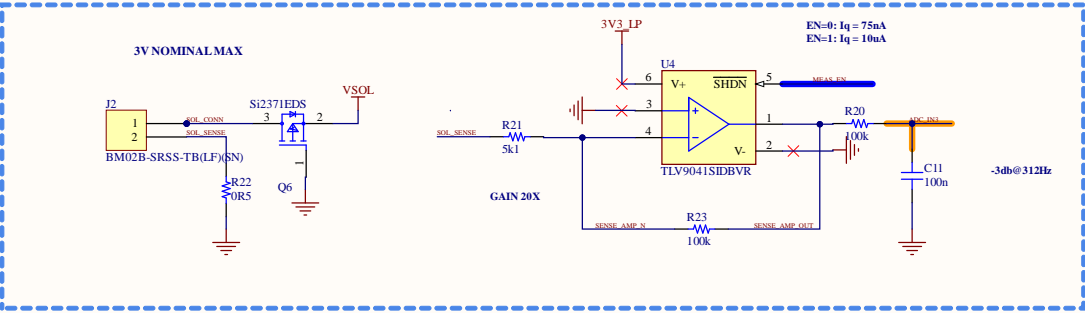 3V NOMINAL MAX
J2
1
2
SOL_CONN
SOL_SENSE
BM02B-SRSS-TB(LF)(SN)
R22
0R5
Si2371EDS
3
2
1
Q6
VSOL
SOL_SENSE
R21
5k1
GAIN 20X
3V3_LP
U4
6
V+
SHDN
5
MEAS_EN
3
4
1
V-
2
TLV9041SIDBVR
EN=0: Iq = 75nA
EN=1: Iq = 10uA
R20
100k
ADC_IN3
C11
100n
-3db@312Hz
SENSE_AMP_N
R23
100k
SENSE_AMP_OUT